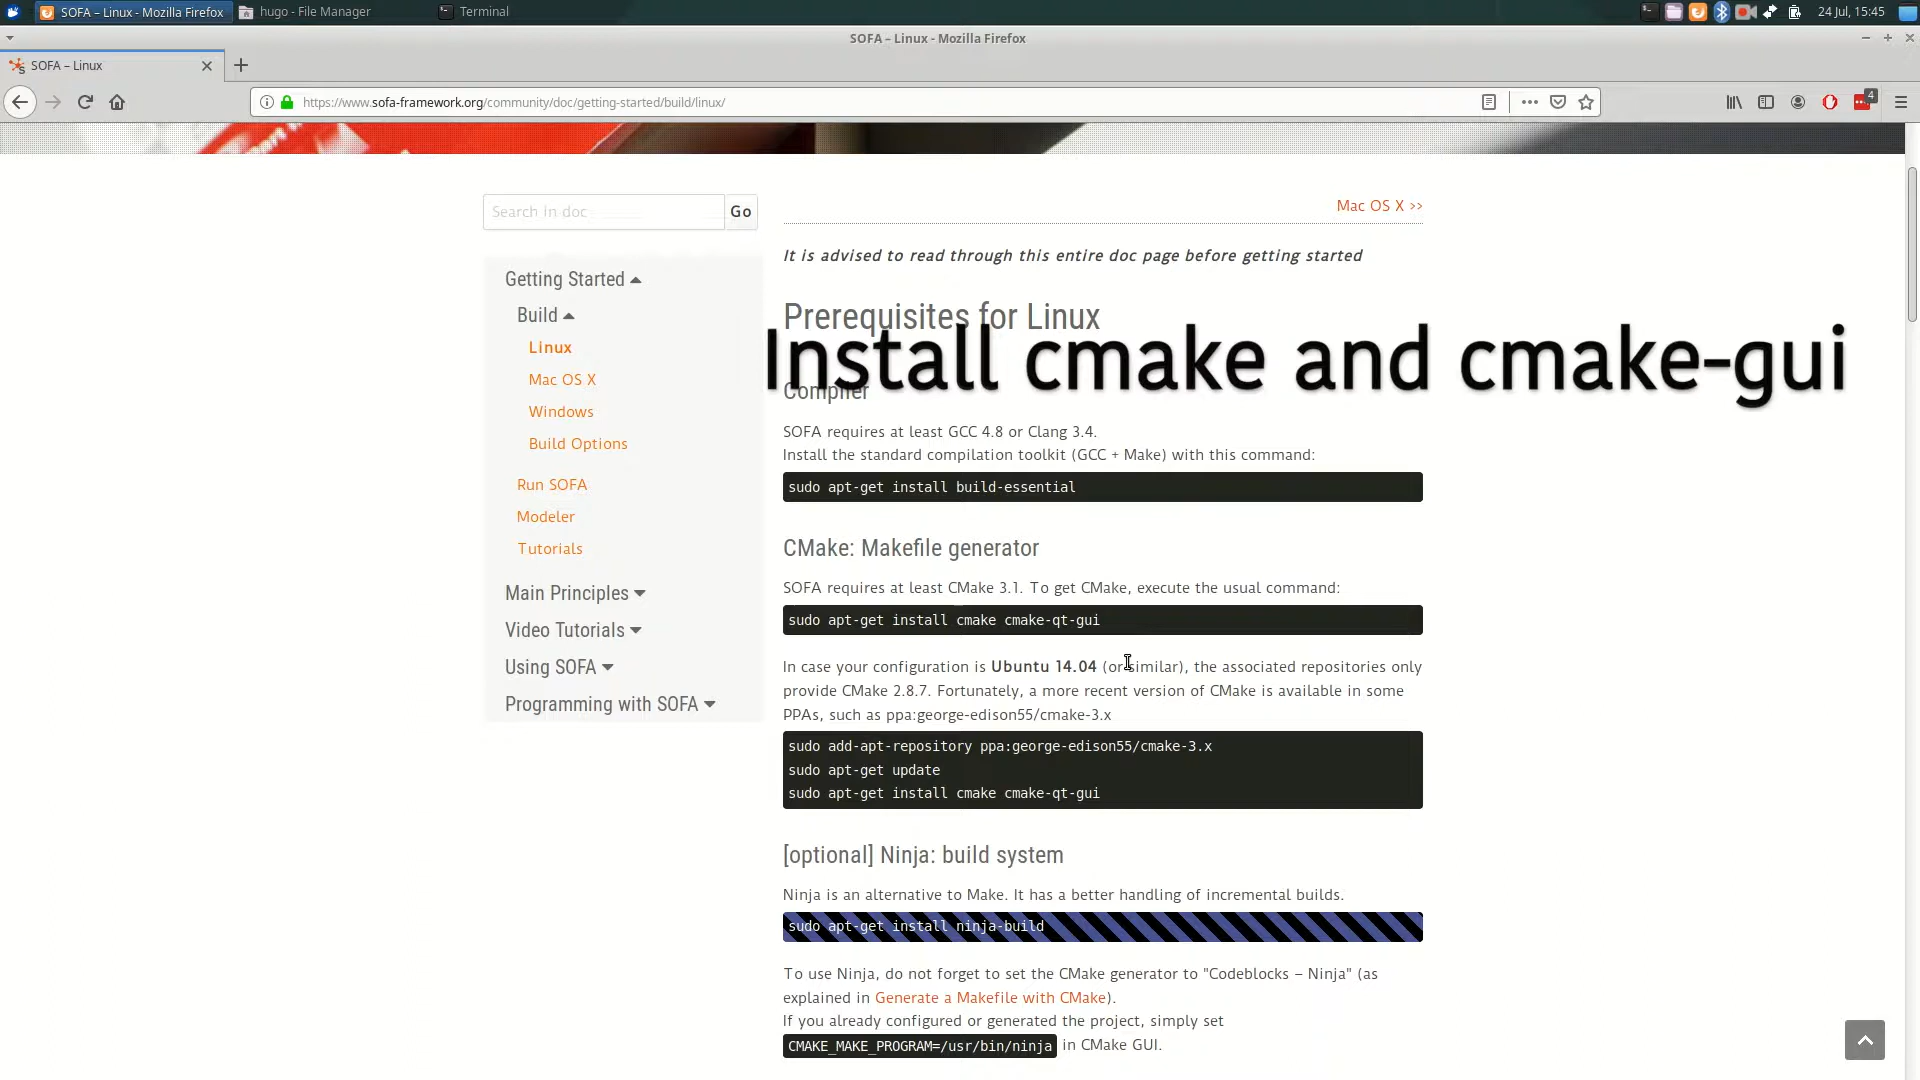 SOFA – Linux - Mozilla Firefox
hugo - File Manager
Terminal
24 Jul, 15:45
SOFA – Linux - Mozilla Firefox
SOFA – Linux
https://www.sofa-framework.org/community/doc/getting-started/build/linux/
4
Search In doc
Go
Getting Started
Build
Linux
Mac OS X
Windows
Build Options
Run SOFA
Modeler
Tutorials
Main Principles
Video Tutorials
Using SOFA
Programming with SOFA
Mac OS X >>
It is advised to read through this entire doc page before getting started
Prerequisites for Linux
Install cmake and cmake-gui
Compiler
SOFA requires at least GCC 4.8 or Clang 3.4.
Install the standard compilation toolkit (GCC + Make) with this command:
sudo apt-get install build-essential
CMake: Makefile generator
SOFA requires at least CMake 3.1. To get CMake, execute the usual command:
sudo apt-get install cmake cmake-qt-gui
In case your configuration is Ubuntu 14.04 (or similar), the associated repositories only
provide CMake 2.8.7. Fortunately, a more recent version of CMake is available in some
PPAs, such as ppa:george-edison55/cmake-3.x
sudo add-apt-repository ppa:george-edison55/cmake-3.x
sudo apt-get update
sudo apt-get install cmake cmake-qt-gui
[optional] Ninja: build system
Ninja is an alternative to Make. It has a better handling of incremental builds.
sudo apt-get install ninja-build
To use Ninja, do not forget to set the CMake generator to "Codeblocks – Ninja" (as
explained in Generate a Makefile with CMake).
If you already configured or generated the project, simply set
CMAKE_MAKE_PROGRAM=/usr/bin/ninja in CMake GUI.